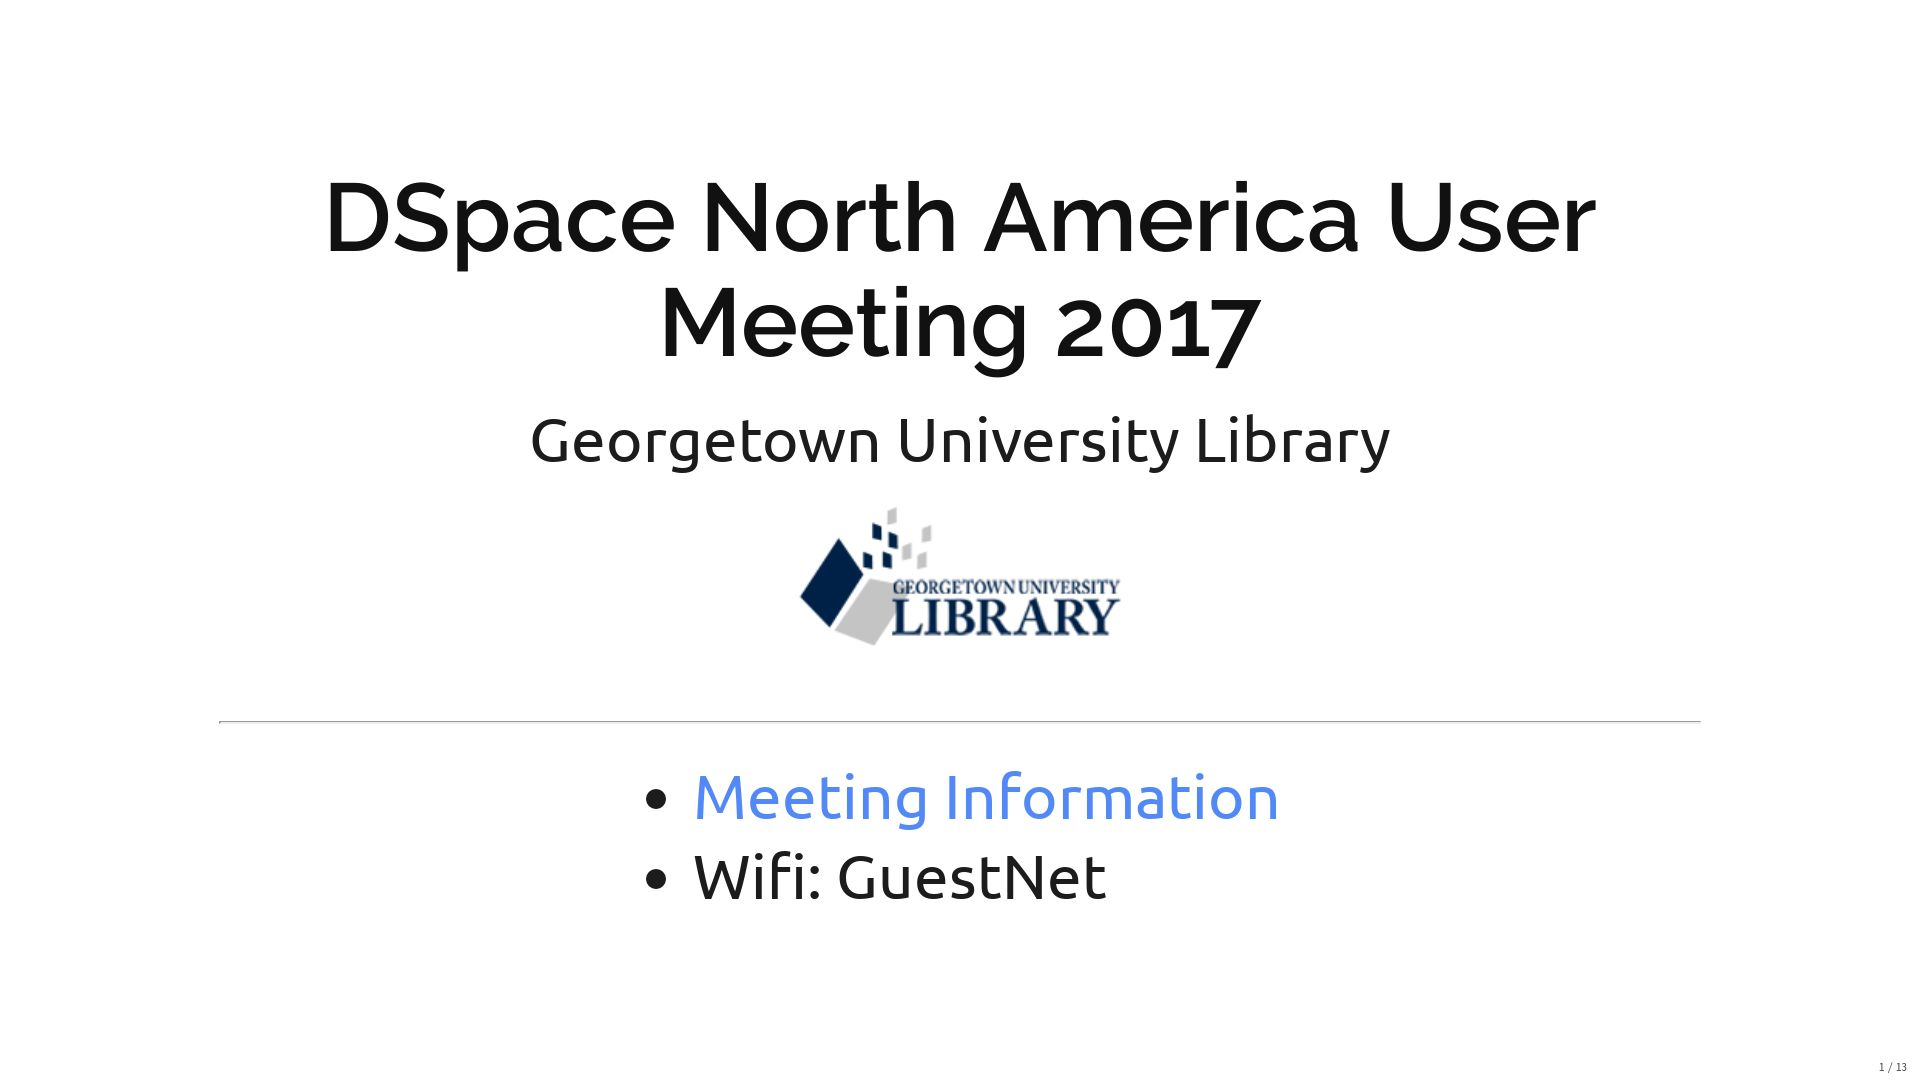 DSpace North America User
Meeting 2017
Georgetown University Library
GEORGETOWN UNIVERSITY
LIBRARY
• Meeting Information
• Wifi: GuestNet
1 / 13